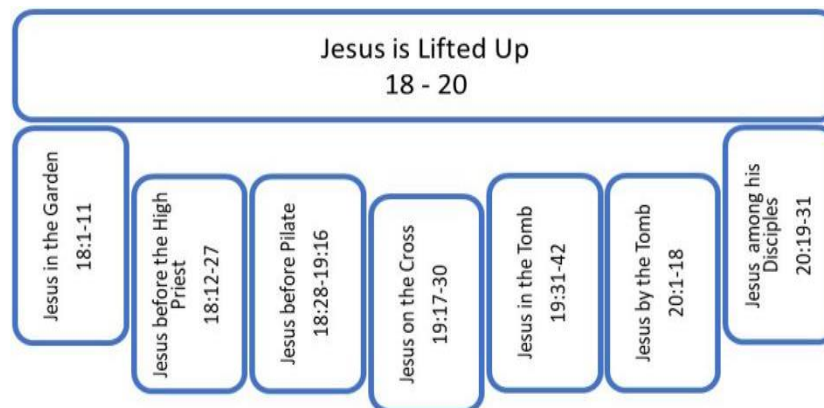 Jesus is Lifted Up
18 - 20
Jesus in the Garden
18:1-11
Jesus before the High
Priest
18:12-27
Jesus before Pilate
18:28-19:16
Jesus on the Cross
19:17-30
Jesus in the Tomb
19:31-42
Jesus by the Tomb
20:1-18
Jesus among his
Disciples
20:19-31